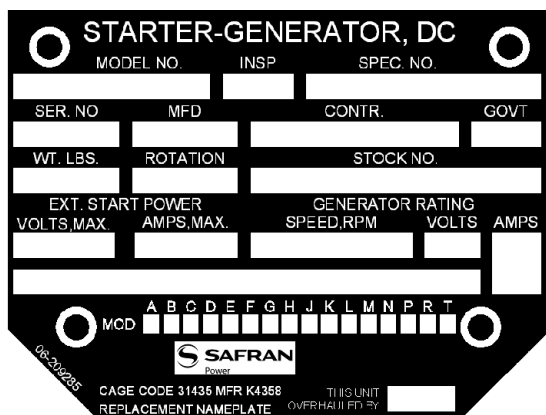 STARTER-GENERATOR, DC
MODEL NO. INSP SPEC. NO.
SER. NO MFD CONTR. GOVT
WT. LBS. ROTATION STOCK NO.
EXT. START POWER GENERATOR RATING
VOLTS,MAX. AMPS,MAX. SPEED,RPM VOLTS AMPS
A B C D E F G H J K L M N P R T
MOD
S SAFRAN
Power
06-209285
CAGE CODE 31435 MFR K4358 THIS UNIT
REPLACEMENT NAMEPLATE OVERHAULED BY